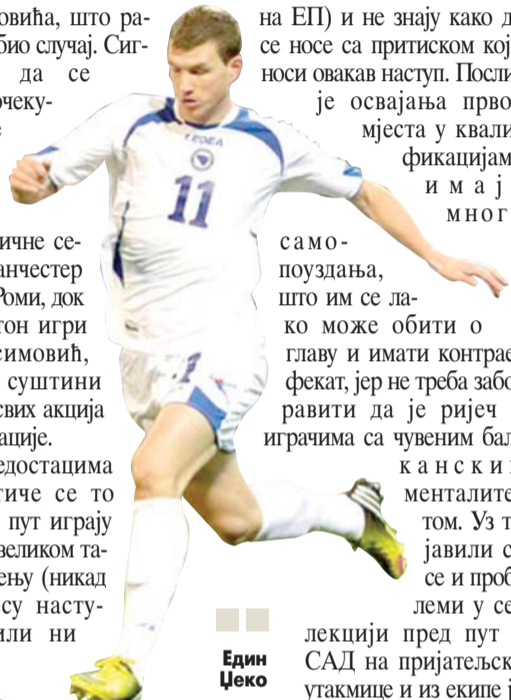 овића, што ра-
био случај. Сиг-
да се
очеку-
ичне се-
анчестер
Роми, док
тон игри
симовић,
суштини
свих акција
ације.
едостацима
тиче се то
пут играју
великом та-
ењу (никад
су насту-
или ни
11
на ЕП) и не знају како д
се носе са притиском кој
носи овакав наступ. Посли
је освајања прво
мјеста у квали
фикацијам
имај
мног
само-
поуздања,
што им се ла-
ко може обити о
главу и имати контрае
фекат, јер не треба забо
равити да је ријеч
играчима са чувеним бал
кански
менталите
том. Уз т
јавили с
се и проб
леми у се
лекцији пред пут
САД на пријатељск
утакмице и из екипе ј
Един
Џеко